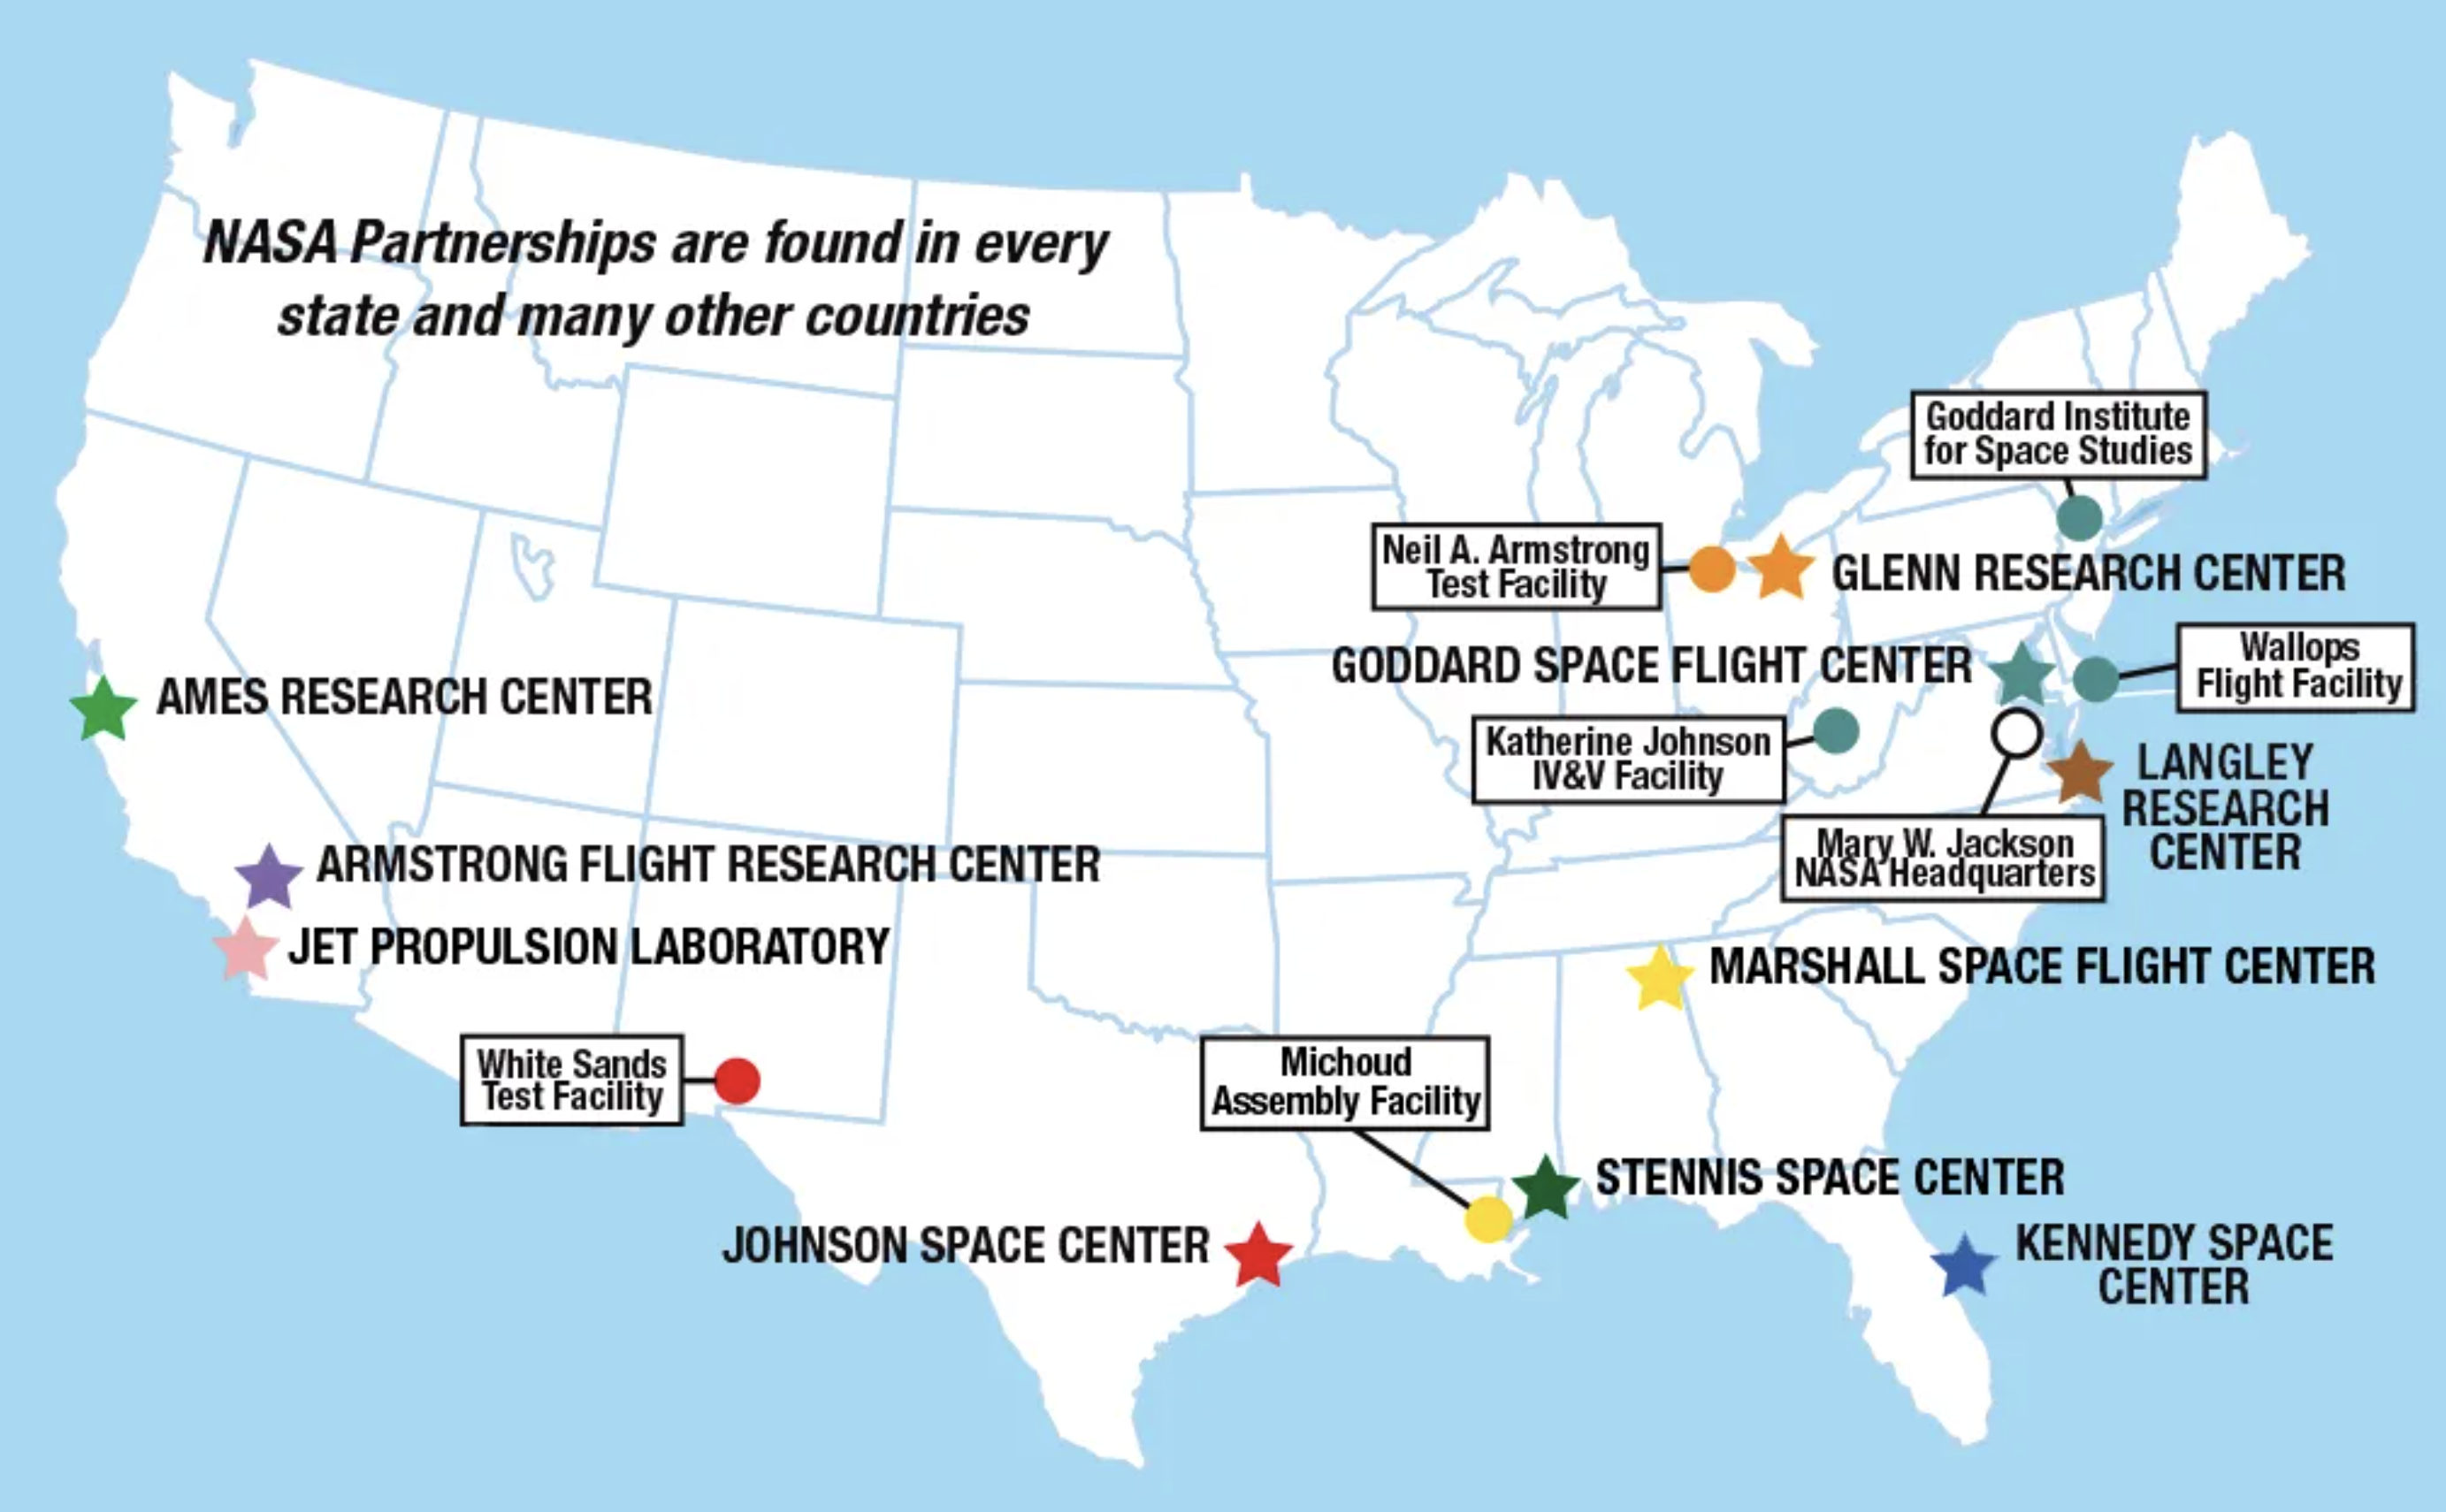 NASA Partnerships are found in every
state and many other countries
Goddard Institute
for Space Studies
Neil A. Armstrong
Test Facility
GLENN RESEARCH CENTER
GODDARD SPACE FLIGHT CENTER
Wallops
Flight Facility
AMES RESEARCH CENTER
Katherine Johnson
IV&V Facility
LANGLEY
RESEARCH
CENTER
Mary W. Jackson
NASA Headquarters
ARMSTRONG FLIGHT RESEARCH CENTER
JET PROPULSION LABORATORY
MARSHALL SPACE FLIGHT CENTER
White Sands
Test Facility
Michoud
Assembly Facility
STENNIS SPACE CENTER
JOHNSON SPACE CENTER
KENNEDY SPACE
CENTER